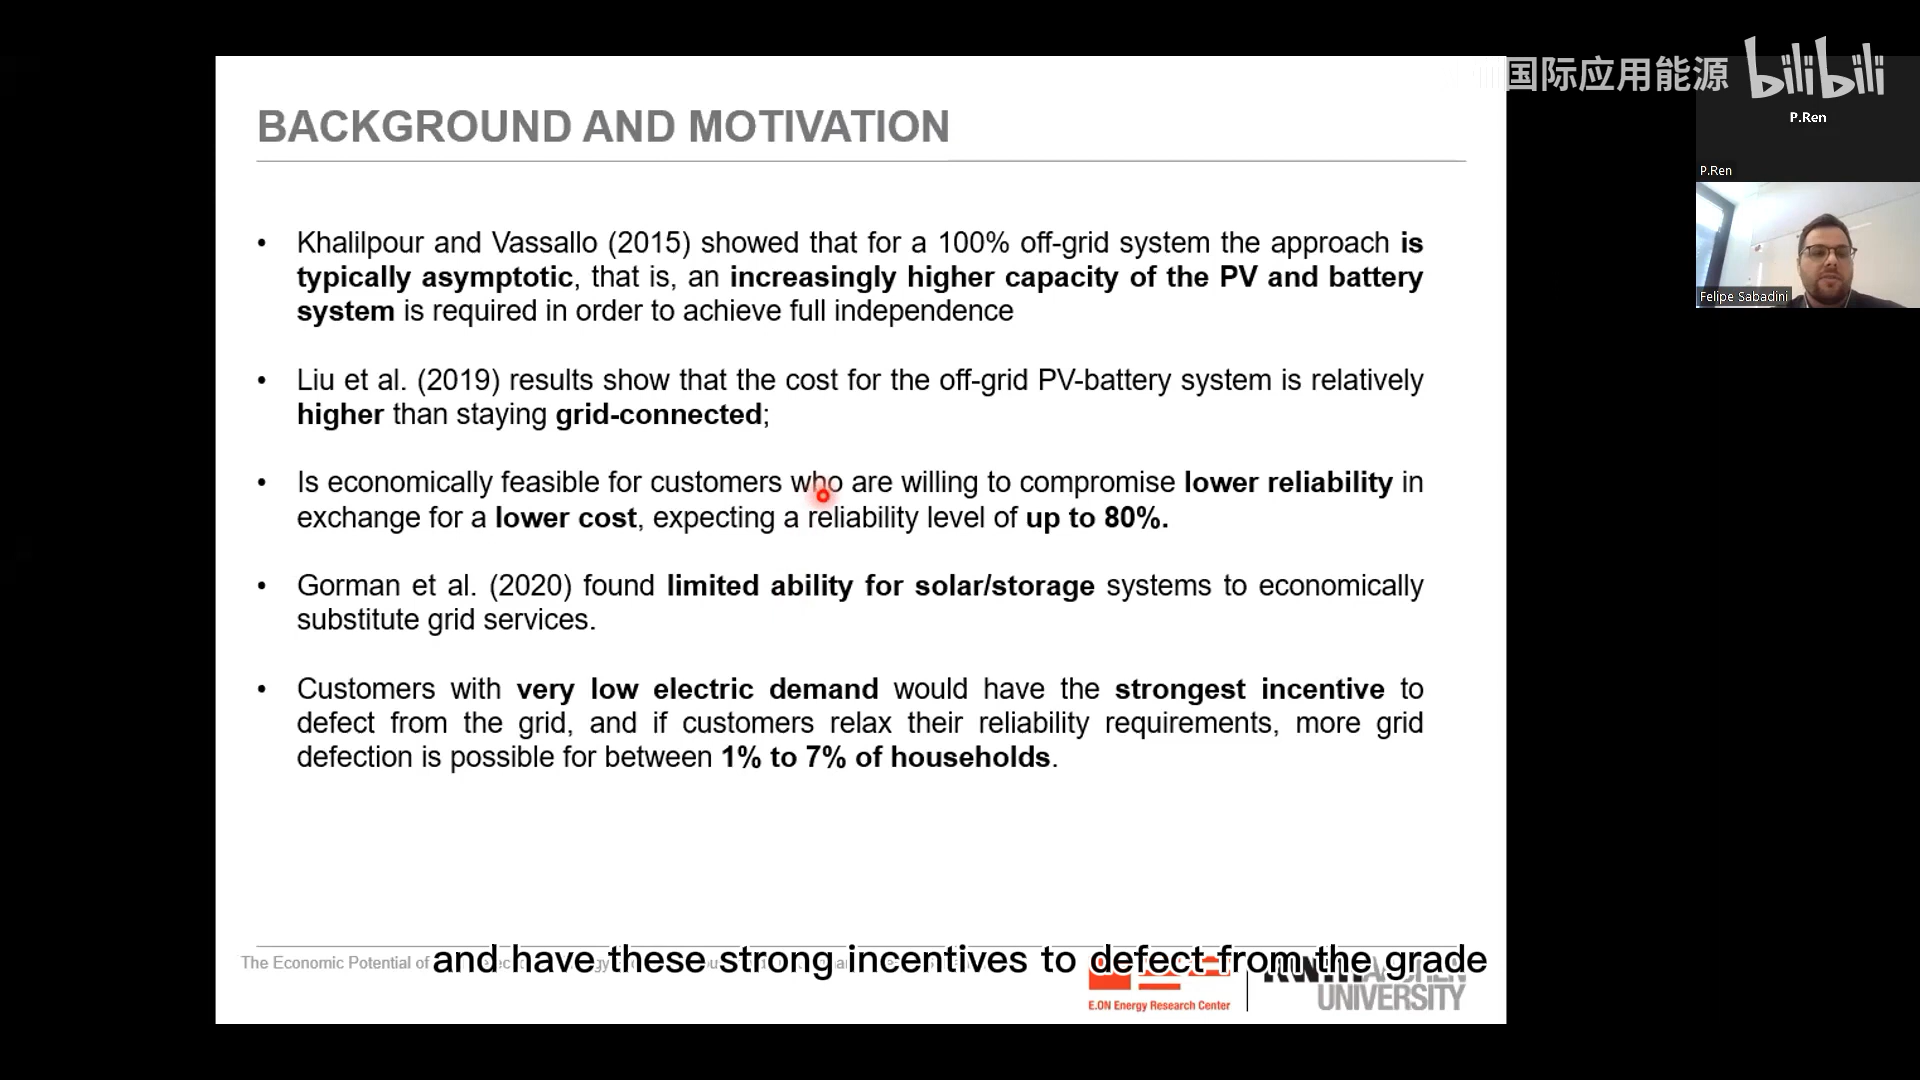 国际应用能源 bilibili
P.Ren
P.Ren
Felipe Sabadini
BACKGROUND AND MOTIVATION
• Khalilpour and Vassallo (2015) showed that for a 100% off-grid system the approach is
typically asymptotic, that is, an increasingly higher capacity of the PV and battery
system is required in order to achieve full independence
• Liu et al. (2019) results show that the cost for the off-grid PV-battery system is relatively
higher than staying grid-connected;
• Is economically feasible for customers who are willing to compromise lower reliability in
exchange for a lower cost, expecting a reliability level of up to 80%.
• Gorman et al. (2020) found limited ability for solar/storage systems to economically
substitute grid services.
• Customers with very low electric demand would have the strongest incentive to
defect from the grid, and if customers relax their reliability requirements, more grid
defection is possible for between 1% to 7% of households.
The Economic Potential of
and have these strong incentives to defect from the grade
E.ON Energy Research Center
UNIVERSITY